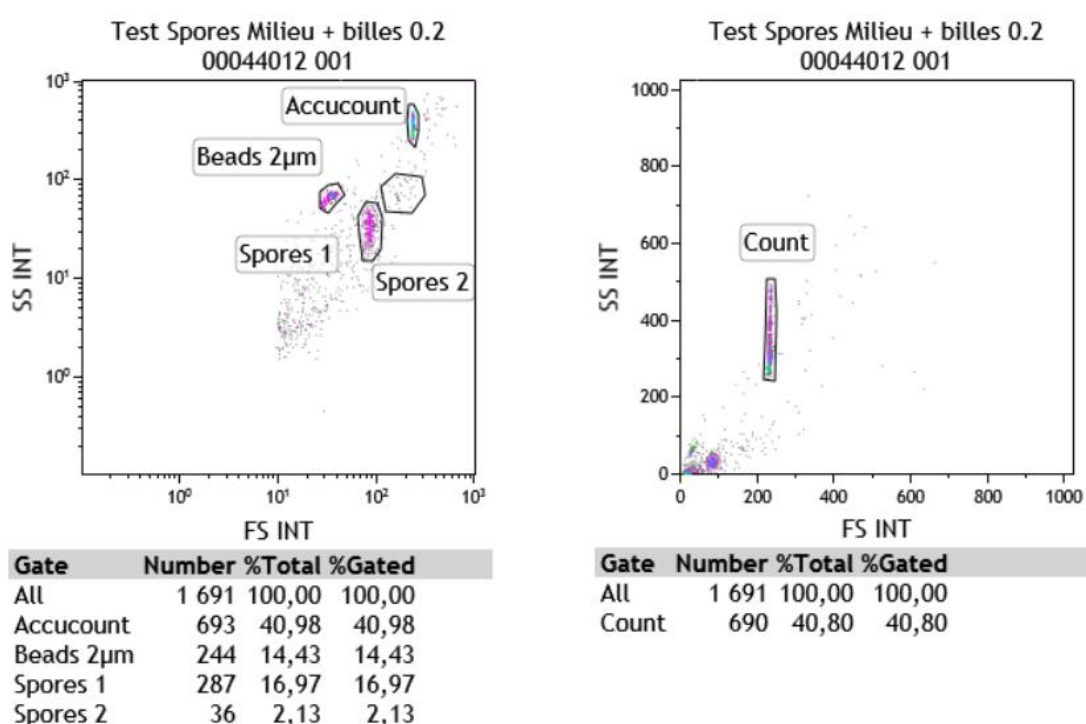 Test Spores Milieu + billes 0.2
00044012 001
10³
10²
10¹
10⁰
SS INT
Accucount
Beads 2µm
Spores 1
Spores 2
10⁰ 10¹ 10² 10³
FS INT
Gate Number %Total %Gated
All 1 691 100,00 100,00
Accucount 693 40,98 40,98
Beads 2µm 244 14,43 14,43
Spores 1 287 16,97 16,97
Spores 2 36 2,13 2,13
Test Spores Milieu + billes 0.2
00044012 001
1000
800
600
400
200
0
SS INT
Count
0 200 400 600 800 1000
FS INT
Gate Number %Total %Gated
All 1 691 100,00 100,00
Count 690 40,80 40,80